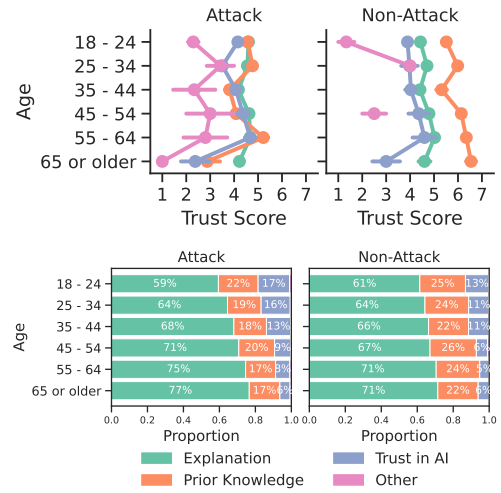 Attack Non-Attack
18 - 24
25 - 34
35 - 44
45 - 54
55 - 64
65 or older
Age
1 2 3 4 5 6 7 1 2 3 4 5 6 7
Trust Score Trust Score
Attack Non-Attack
18 - 24 59% 22% 17% 61% 25% 13%
25 - 34 64% 19% 16% 64% 24% 11%
35 - 44 68% 18% 13% 66% 22% 11%
45 - 54 71% 20% 9% 67% 26% 6%
55 - 64 75% 17% 8% 71% 24% 5%
65 or older 77% 17% 6% 71% 22% 6%
Age
0.0 0.2 0.4 0.6 0.8 1.0 0.0 0.2 0.4 0.6 0.8 1.0
Proportion Proportion
Explanation Trust in AI
Prior Knowledge Other